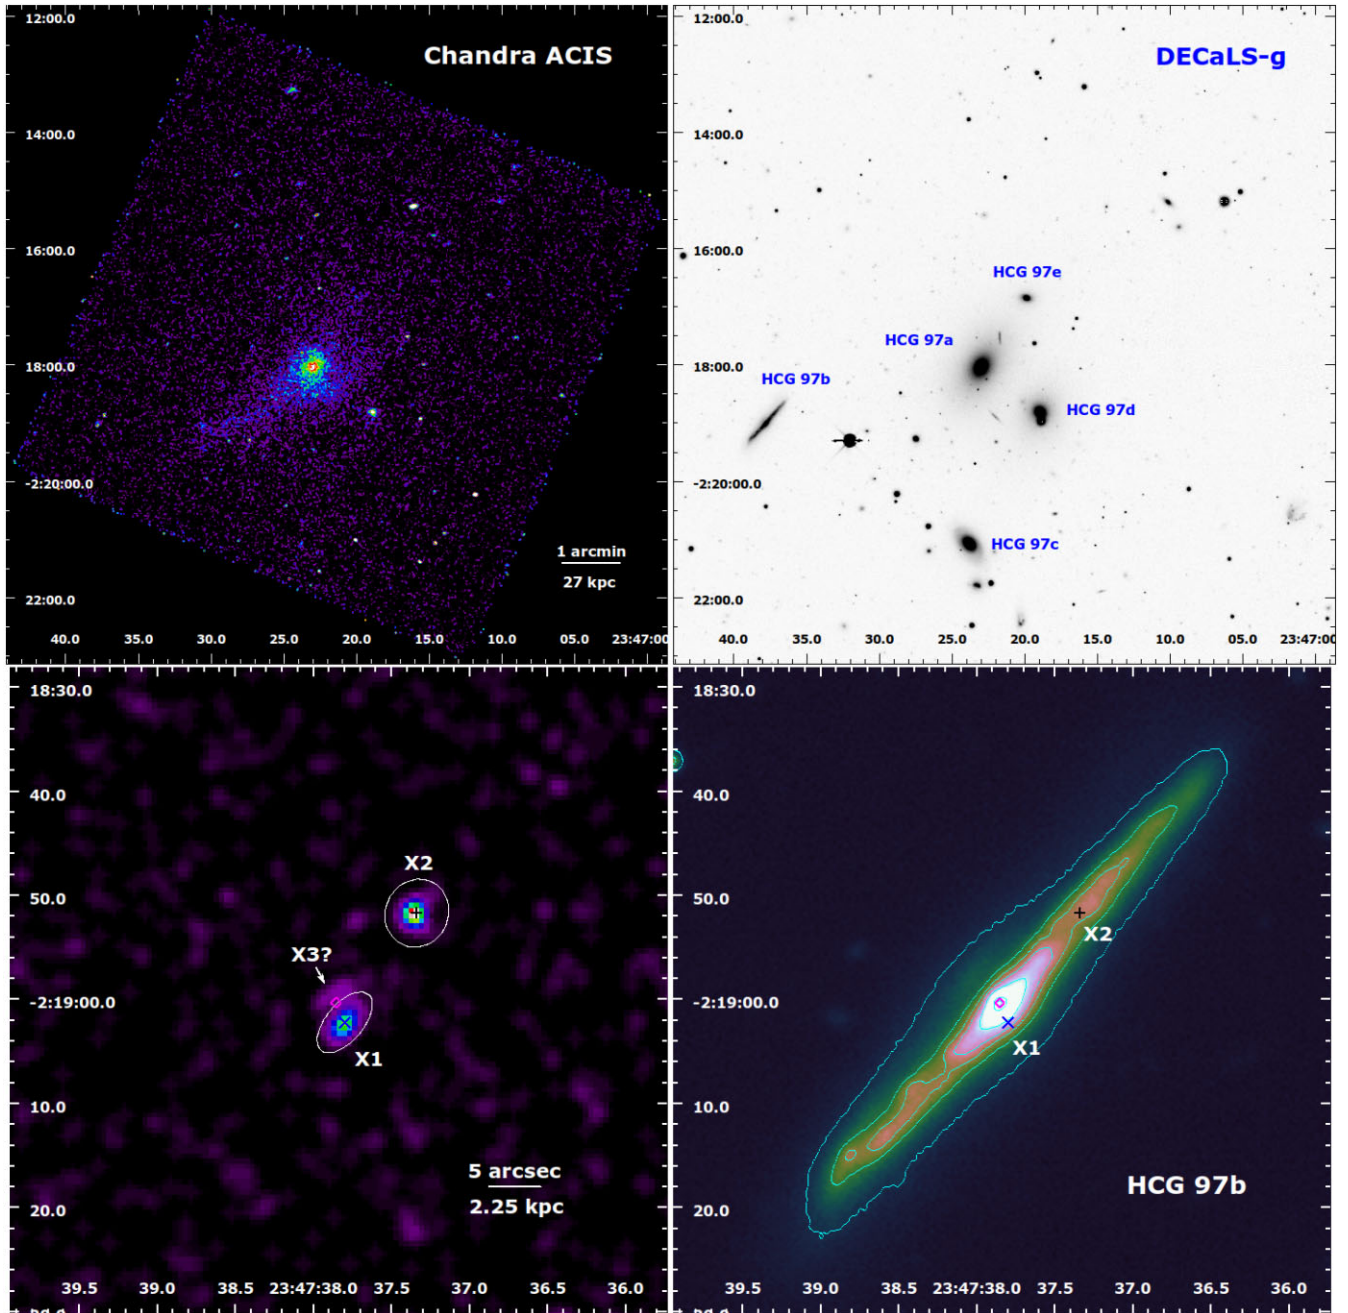 Chandra ACIS
12:00.0
14:00.0
16:00.0
18:00.0
-2:20:00.0
22:00.0
1 arcmin
27 kpc
40.0 35.0 30.0 25.0 20.0 15.0 10.0 05.0 23:47:00
DECaLS-g
12:00.0
14:00.0
16:00.0
18:00.0
-2:20:00.0
22:00.0
HCG 97e
HCG 97a
HCG 97b
HCG 97d
HCG 97c
40.0 35.0 30.0 25.0 20.0 15.0 10.0 05.0 23:47:00
18:30.0
40.0
50.0
-2:19:00.0
10.0
20.0
X2
X3?
X1
5 arcsec
2.25 kpc
39.5 39.0 38.5 23:47:38.0 37.5 37.0 36.5 36.0
18:30.0
40.0
50.0
-2:19:00.0
10.0
20.0
X2
X1
HCG 97b
39.5 39.0 38.5 23:47:38.0 37.5 37.0 36.5 36.0